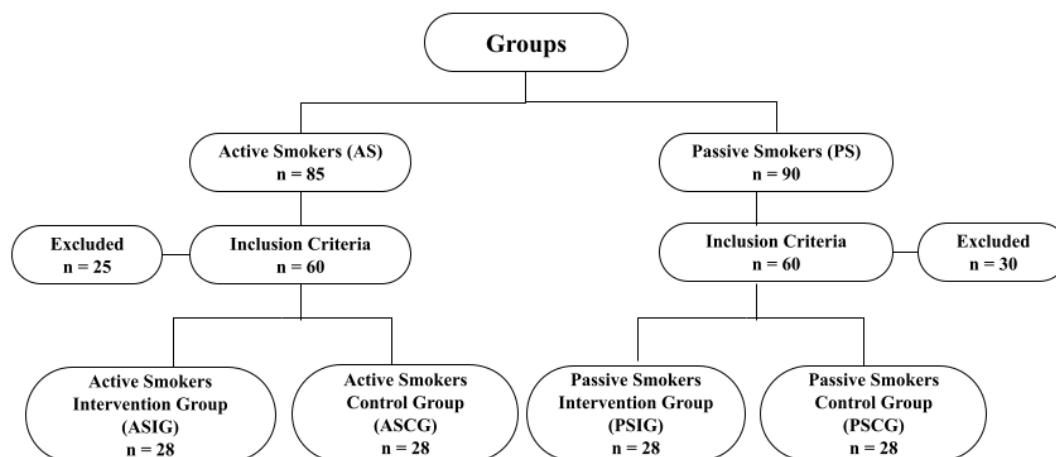 Groups
Active Smokers (AS)
n = 85
Passive Smokers (PS)
n = 90
Excluded
n = 25
Inclusion Criteria
n = 60
Inclusion Criteria
n = 60
Excluded
n = 30
Active Smokers
Intervention Group
(ASIG)
n = 28
Active Smokers
Control Group
(ASCG)
n = 28
Passive Smokers
Intervention Group
(PSIG)
n = 28
Passive Smokers
Control Group
(PSCG)
n = 28